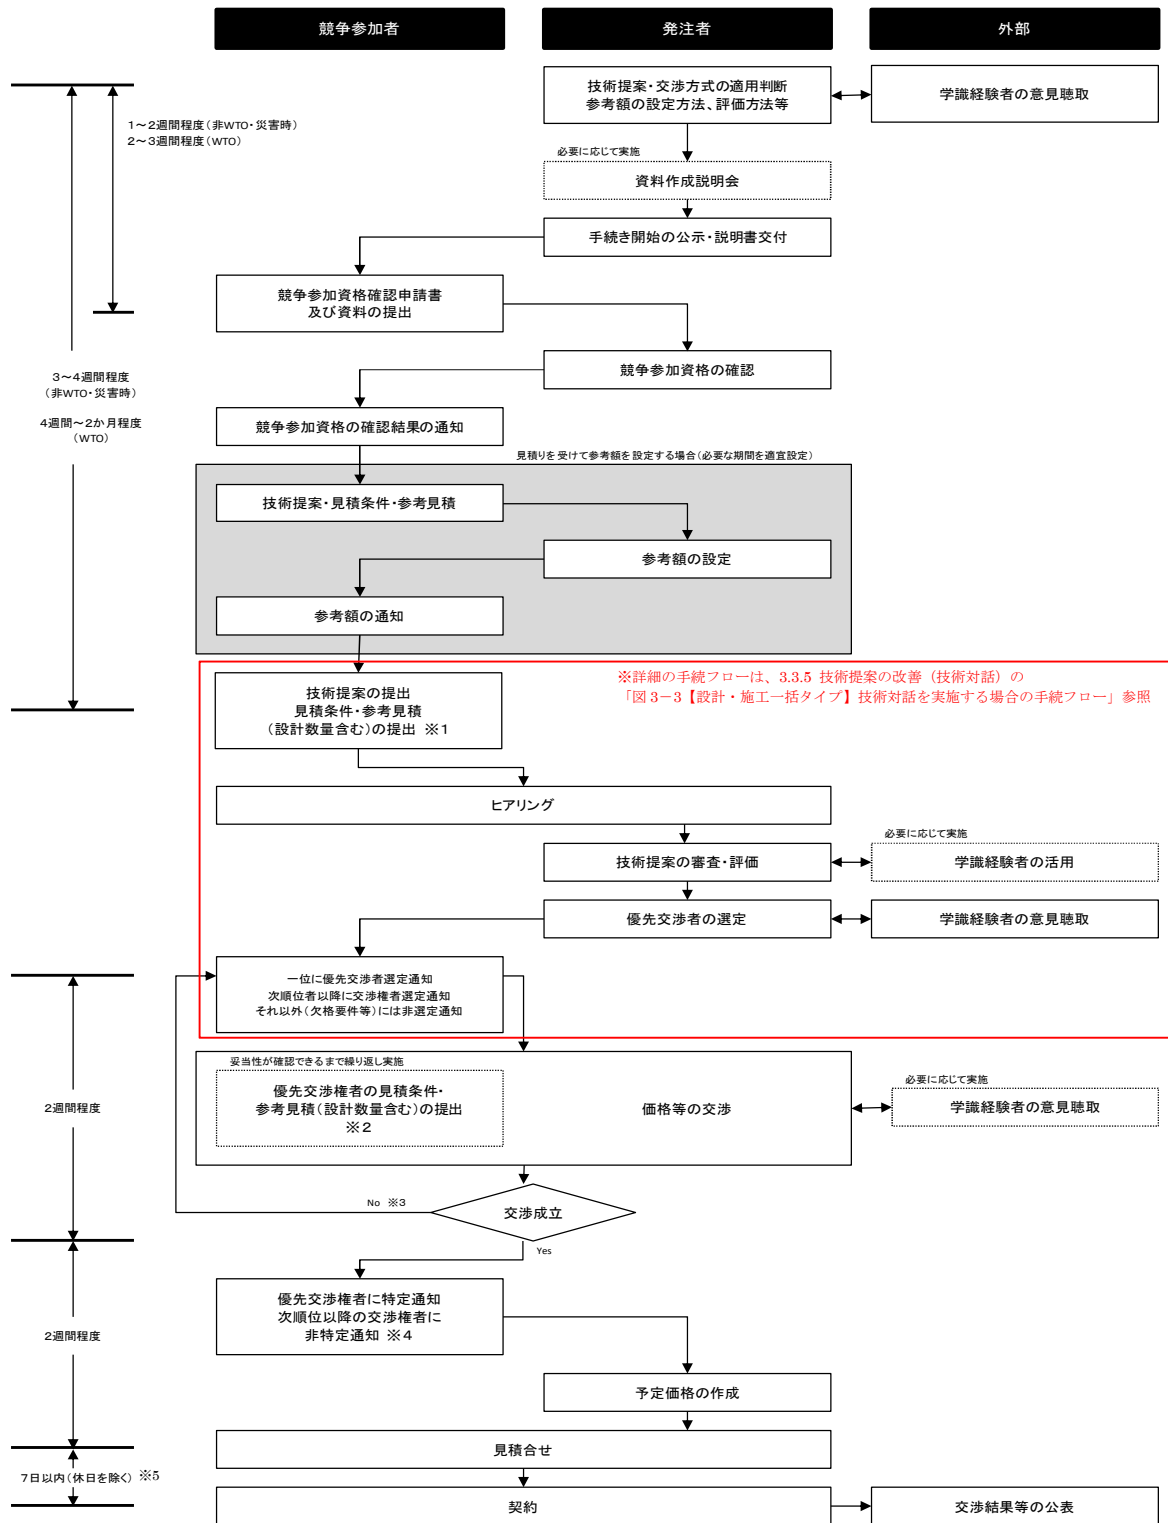 競争参加者
発注者
外部
技術提案・交渉方式の適用判断
参考額の設定方法、評価方法等
学識経験者の意見聴取
1～2週間程度(非WTO・災害時)
2～3週間程度(WTO)
必要に応じて実施
資料作成説明会
手続き開始の公示・説明書交付
競争参加資格確認申請書
及び資料の提出
競争参加資格の確認
3～4週間程度
(非WTO・災害時)
4週間～2か月程度
(WTO)
競争参加資格の確認結果の通知
見積りを受けて参考額を設定する場合(必要な期間を適宜設定)
技術提案・見積条件・参考見積
参考額の設定
参考額の通知
※詳細の手続フローは、3.3.5 技術提案の改善（技術対話）の
「図 3－3【設計・施工一括タイプ】技術対話を実施する場合の手続フロー」参照
技術提案の提出
見積条件・参考見積
(設計数量含む)の提出 ※1
ヒアリング
必要に応じて実施
技術提案の審査・評価
学識経験者の活用
優先交渉者の選定
学識経験者の意見聴取
一位に優先交渉者選定通知
次順位者以降に交渉権者選定通知
それ以外(欠格要件等)には非選定通知
妥当性が確認できるまで繰り返し実施
優先交渉権者の見積条件・
参考見積(設計数量含む)の提出
※2
価格等の交渉
必要に応じて実施
学識経験者の意見聴取
2週間程度
No ※3
交渉成立
Yes
優先交渉権者に特定通知
次順位以降の交渉権者に
非特定通知 ※4
2週間程度
予定価格の作成
見積合せ
7日以内(休日を除く) ※5
契約
交渉結果等の公表